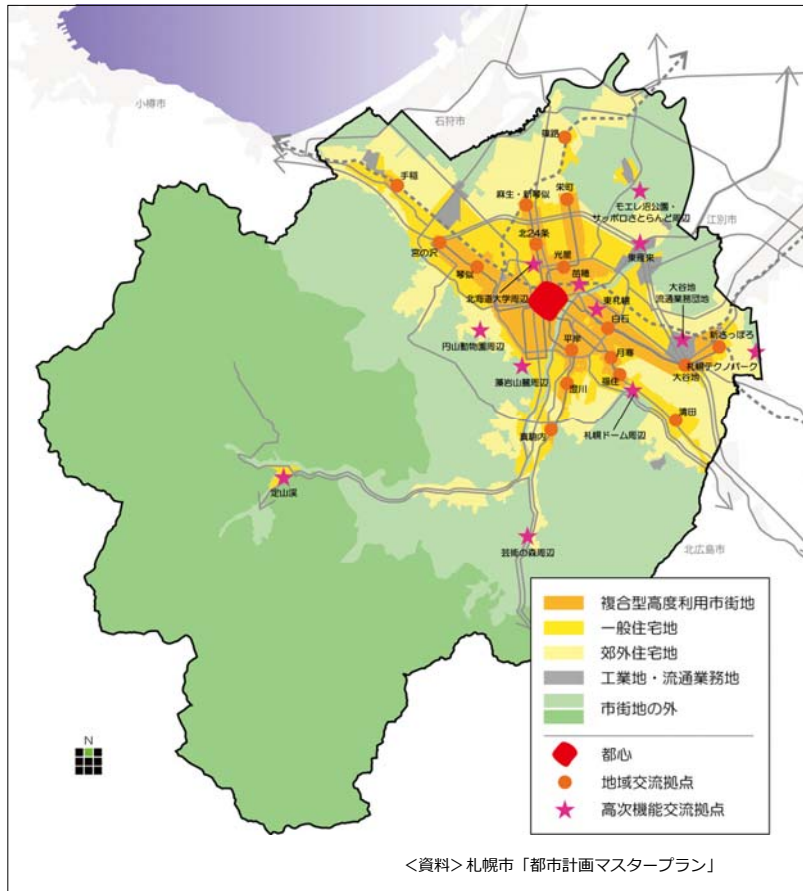 小樽市
石狩市
篠路
手稲
麻生・新琴似
栄町
モエレ沼公園・
サッポロさとらんど周辺
江別市
北24条
宮の沢
光星
苗穂
東雁来
琴似
北海道大学周辺
東札幌
大谷地
流通業務団地
白石
新さっぽろ
円山動物園周辺
平岸
月寒
札幌テクノパーク
藻岩山麓周辺
福住
大谷地
澄川
札幌ドーム周辺
清田
真駒内
定山渓
芸術の森周辺
北広島市
複合型高度利用市街地
一般住宅地
郊外住宅地
工業地・流通業務地
市街地の外
N
都心
地域交流拠点
高次機能交流拠点
＜資料＞札幌市「都市計画マスタープラン」